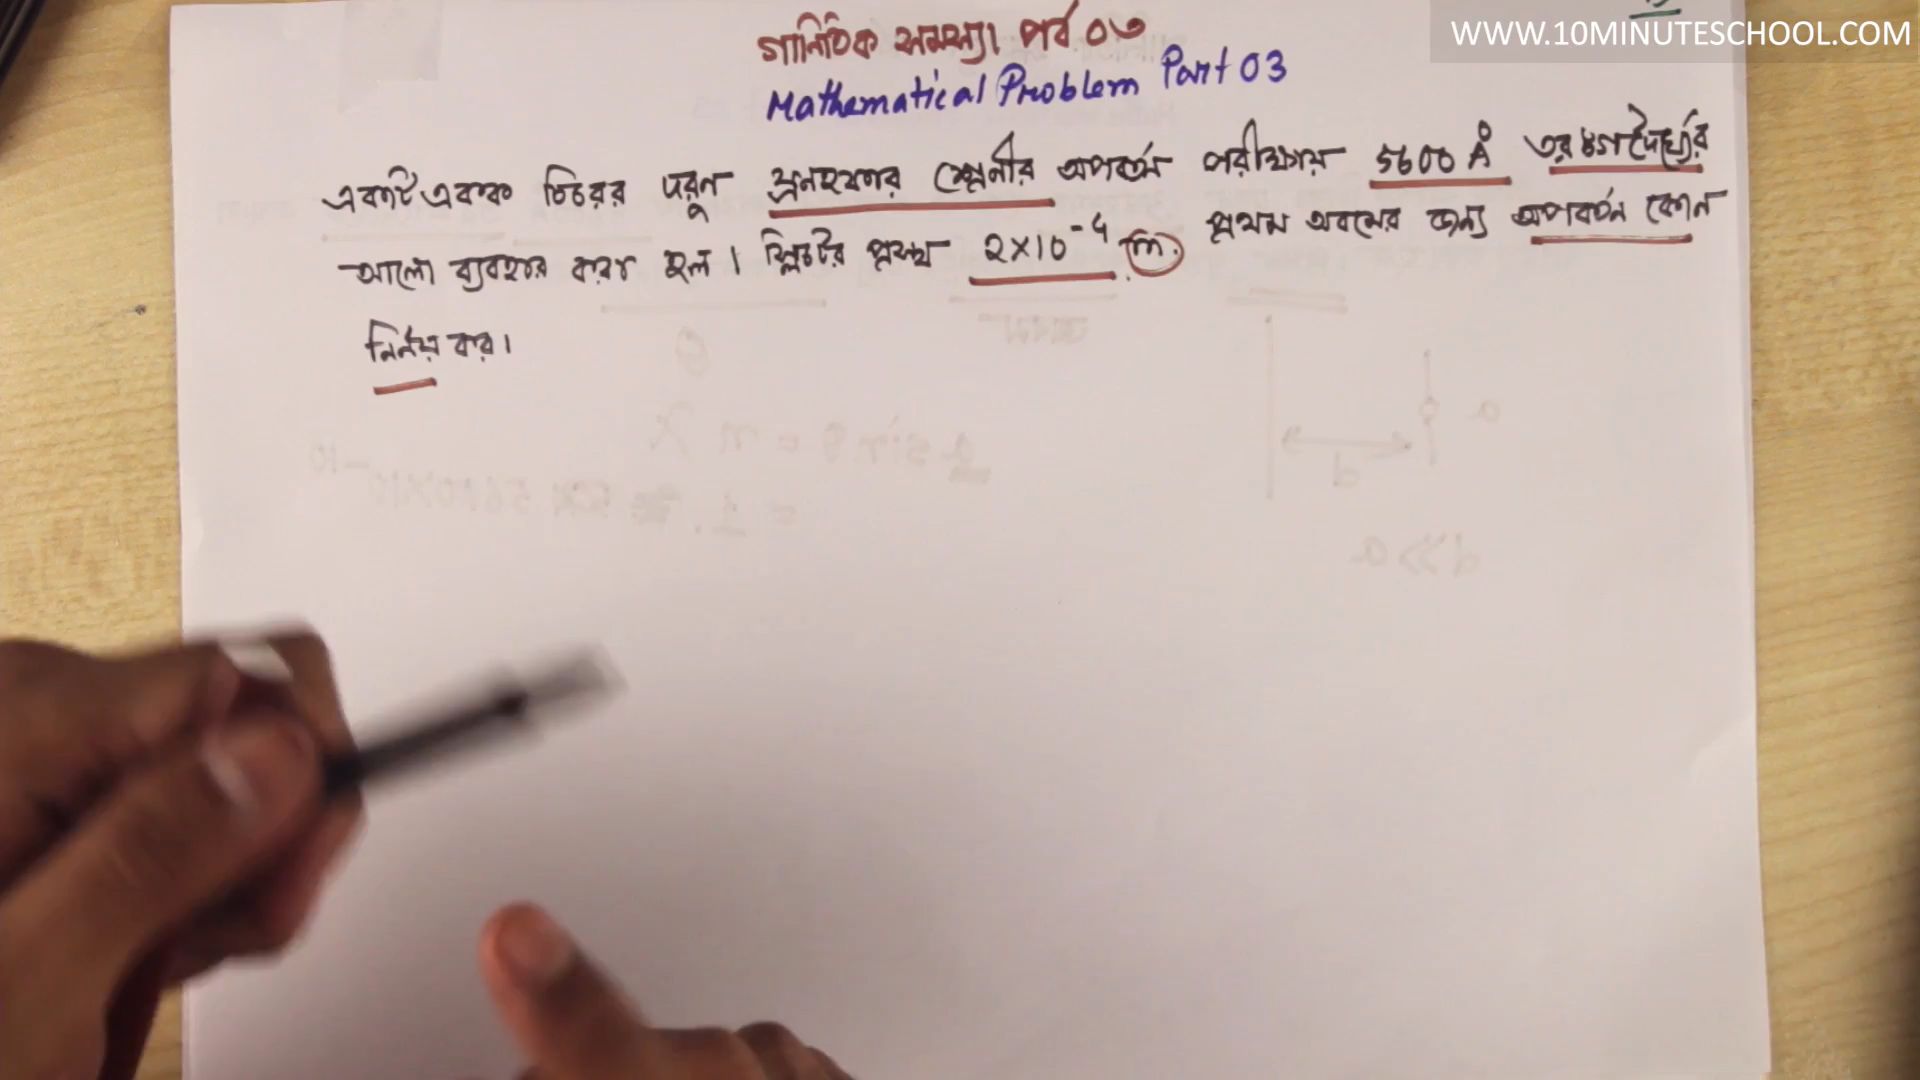 WWW.10MINUTESCHOOL.COM
গানিতিক সমস্যা পর্ব ০৩
Mathematical Problem Part 03
একটি একক চিরের দরুণ ফ্রনহফার শ্রেণীর অপবর্তন পরীক্ষায় 5600 Å তরঙ্গদৈর্ঘ্যের
আলো ব্যবহার করা হল। স্লিটের প্রস্থ 2×10⁻⁴ m. প্রথম অবমের জন্য অপবর্তন কোন
নির্ণয় কর।